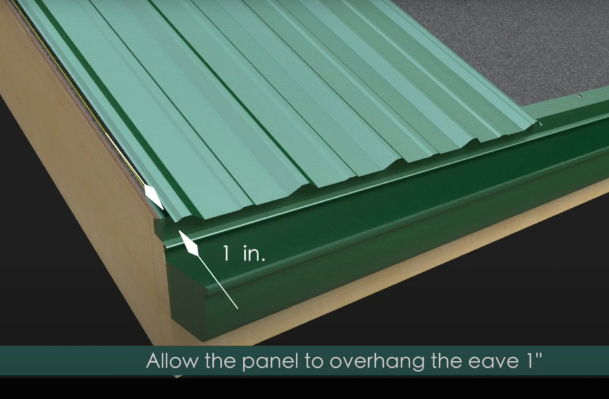 1 in.
Allow the panel to overhang the eave 1"